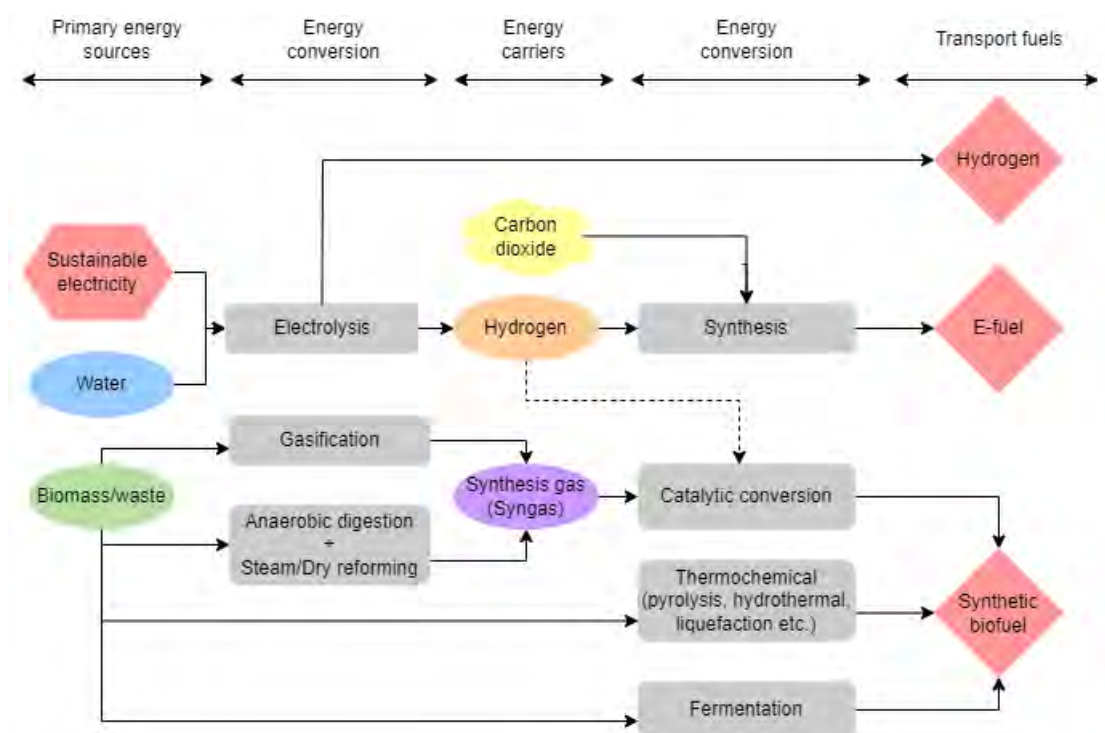 Primary energy
sources
Energy
conversion
Energy
carriers
Energy
conversion
Transport fuels
Hydrogen
Carbon
dioxide
Sustainable
electricity
Electrolysis
Hydrogen
Synthesis
E-fuel
Water
Gasification
Biomass/waste
Synthesis gas
(Syngas)
Catalytic conversion
Anaerobic digestion
+
Steam/Dry reforming
Thermochemical
(pyrolysis, hydrothermal,
liquefaction etc.)
Synthetic
biofuel
Fermentation